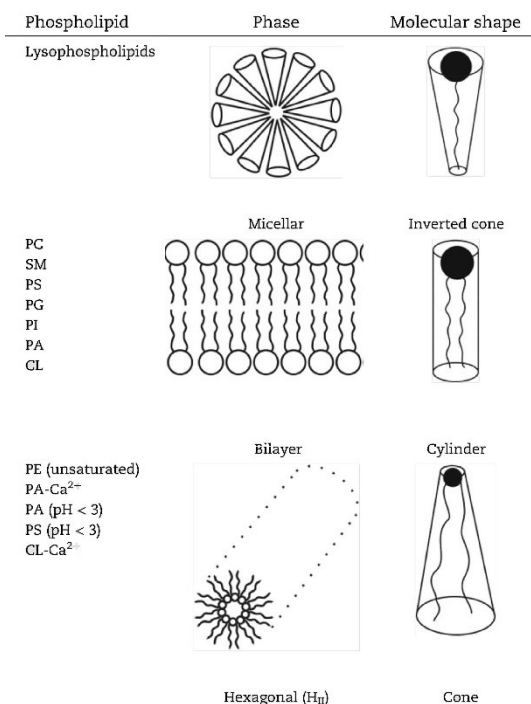 Phospholipid Phase Molecular shape
Lysophospholipids
Micellar Inverted cone
PC
SM
PS
PG
PI
PA
CL
Bilayer Cylinder
PE (unsaturated)
PA-Ca²⁺
PA (pH < 3)
PS (pH < 3)
CL-Ca²⁺
Hexagonal (H_II) Cone